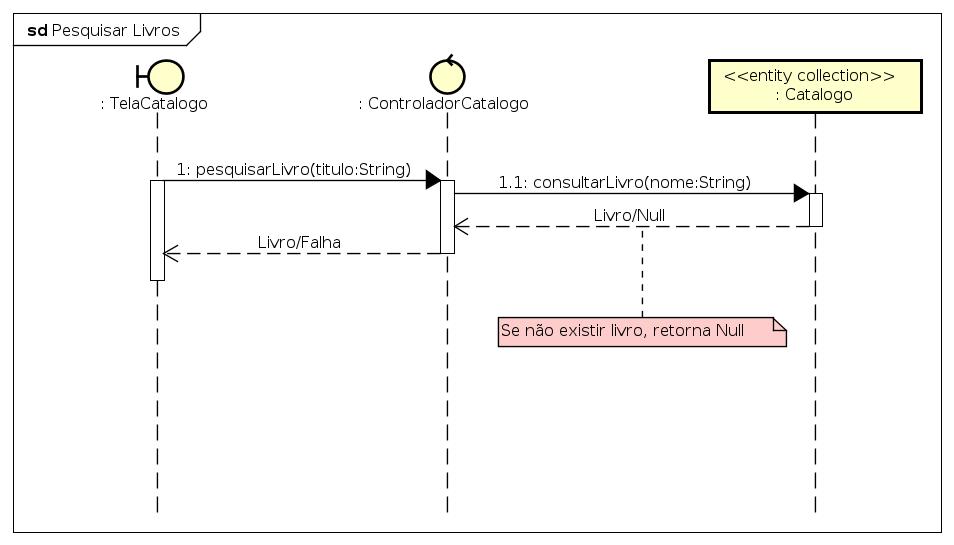 sd Pesquisar Livros
: TelaCatalogo
: ControladorCatalogo
<<entity collection>>
: Catalogo
1: pesquisarLivro(titulo:String)
1.1: consultarLivro(nome:String)
Livro/Null
Livro/Falha
Se não existir livro, retorna Null